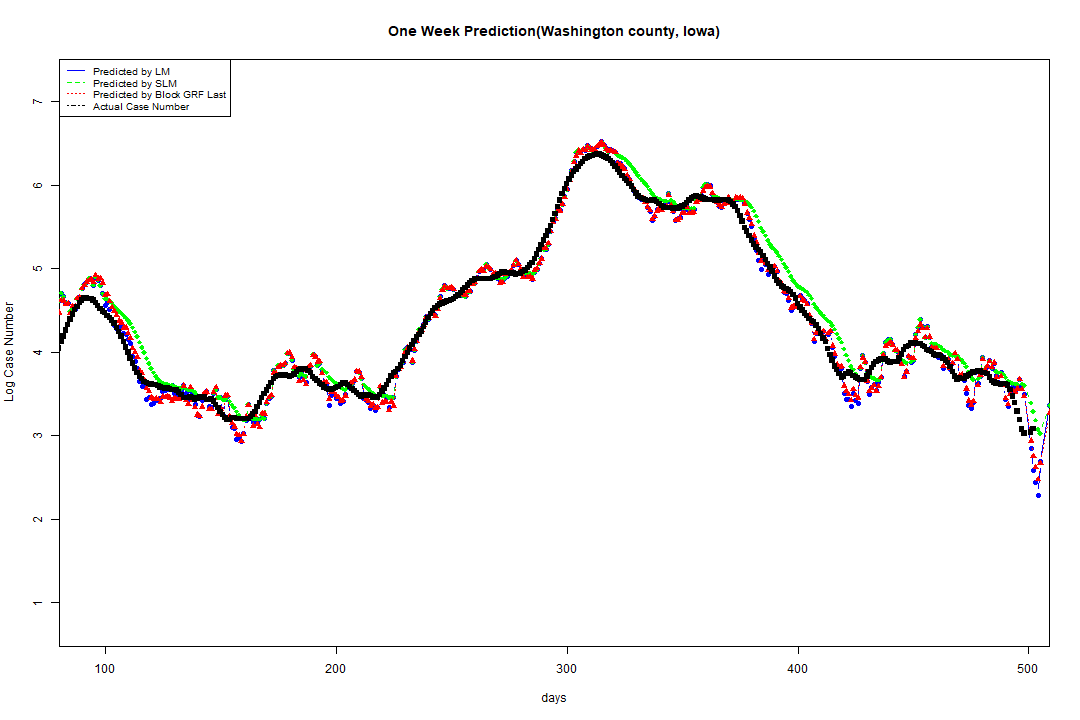 One Week Prediction(Washington county, Iowa)
Predicted by LM
Predicted by SLM
Predicted by Block GRF Last
Actual Case Number
7
6
5
4
3
2
1
Log Case Number
100 200 300 400 500
days